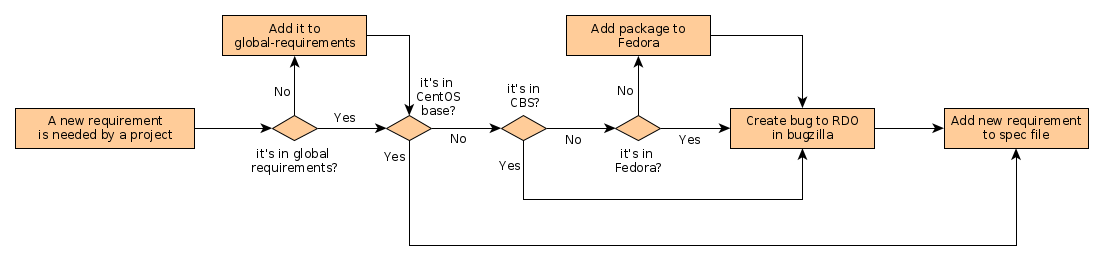 Add it to
global-requirements
Add package to
Fedora
it's in
CentOS
base?
it's in
CBS?
No
No
A new requirement
is needed by a project
Yes
No
No
Yes
Create bug to RDO
in bugzilla
Add new requirement
to spec file
it's in global
requirements?
Yes
Yes
it's in
Fedora?